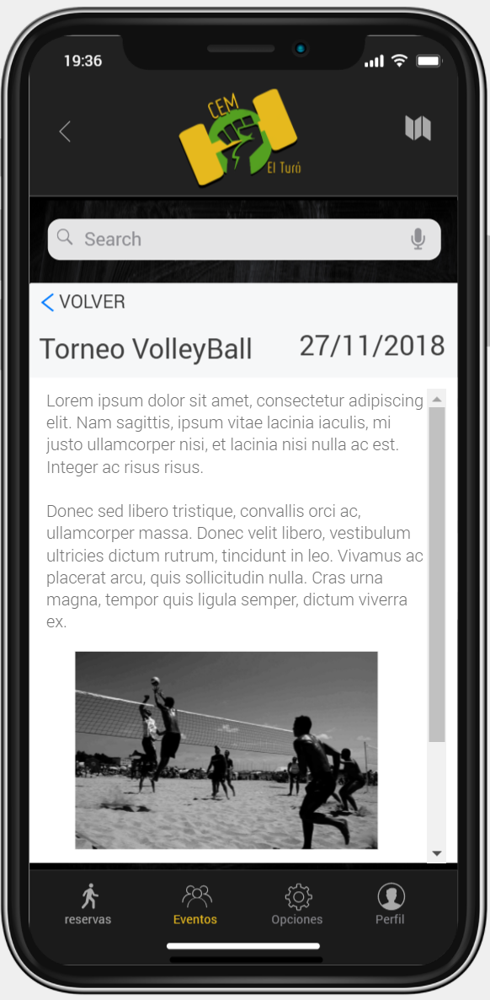 19:36
CEM
El Turó
Search
VOLVER
Torneo VolleyBall
27/11/2018
Lorem ipsum dolor sit amet, consectetur adipiscing
elit. Nam sagittis, ipsum vitae lacinia iaculis, mi
justo ullamcorper nisi, et lacinia nisi nulla ac est.
Integer ac risus risus.
Donec sed libero tristique, convallis orci ac,
ullamcorper massa. Donec velit libero, vestibulum
ultricies dictum rutrum, tincidunt in leo. Vivamus ac
placerat arcu, quis sollicitudin nulla. Cras urna
magna, tempor quis ligula semper, dictum viverra
ex.
reservas
Eventos
Opciones
Perfil